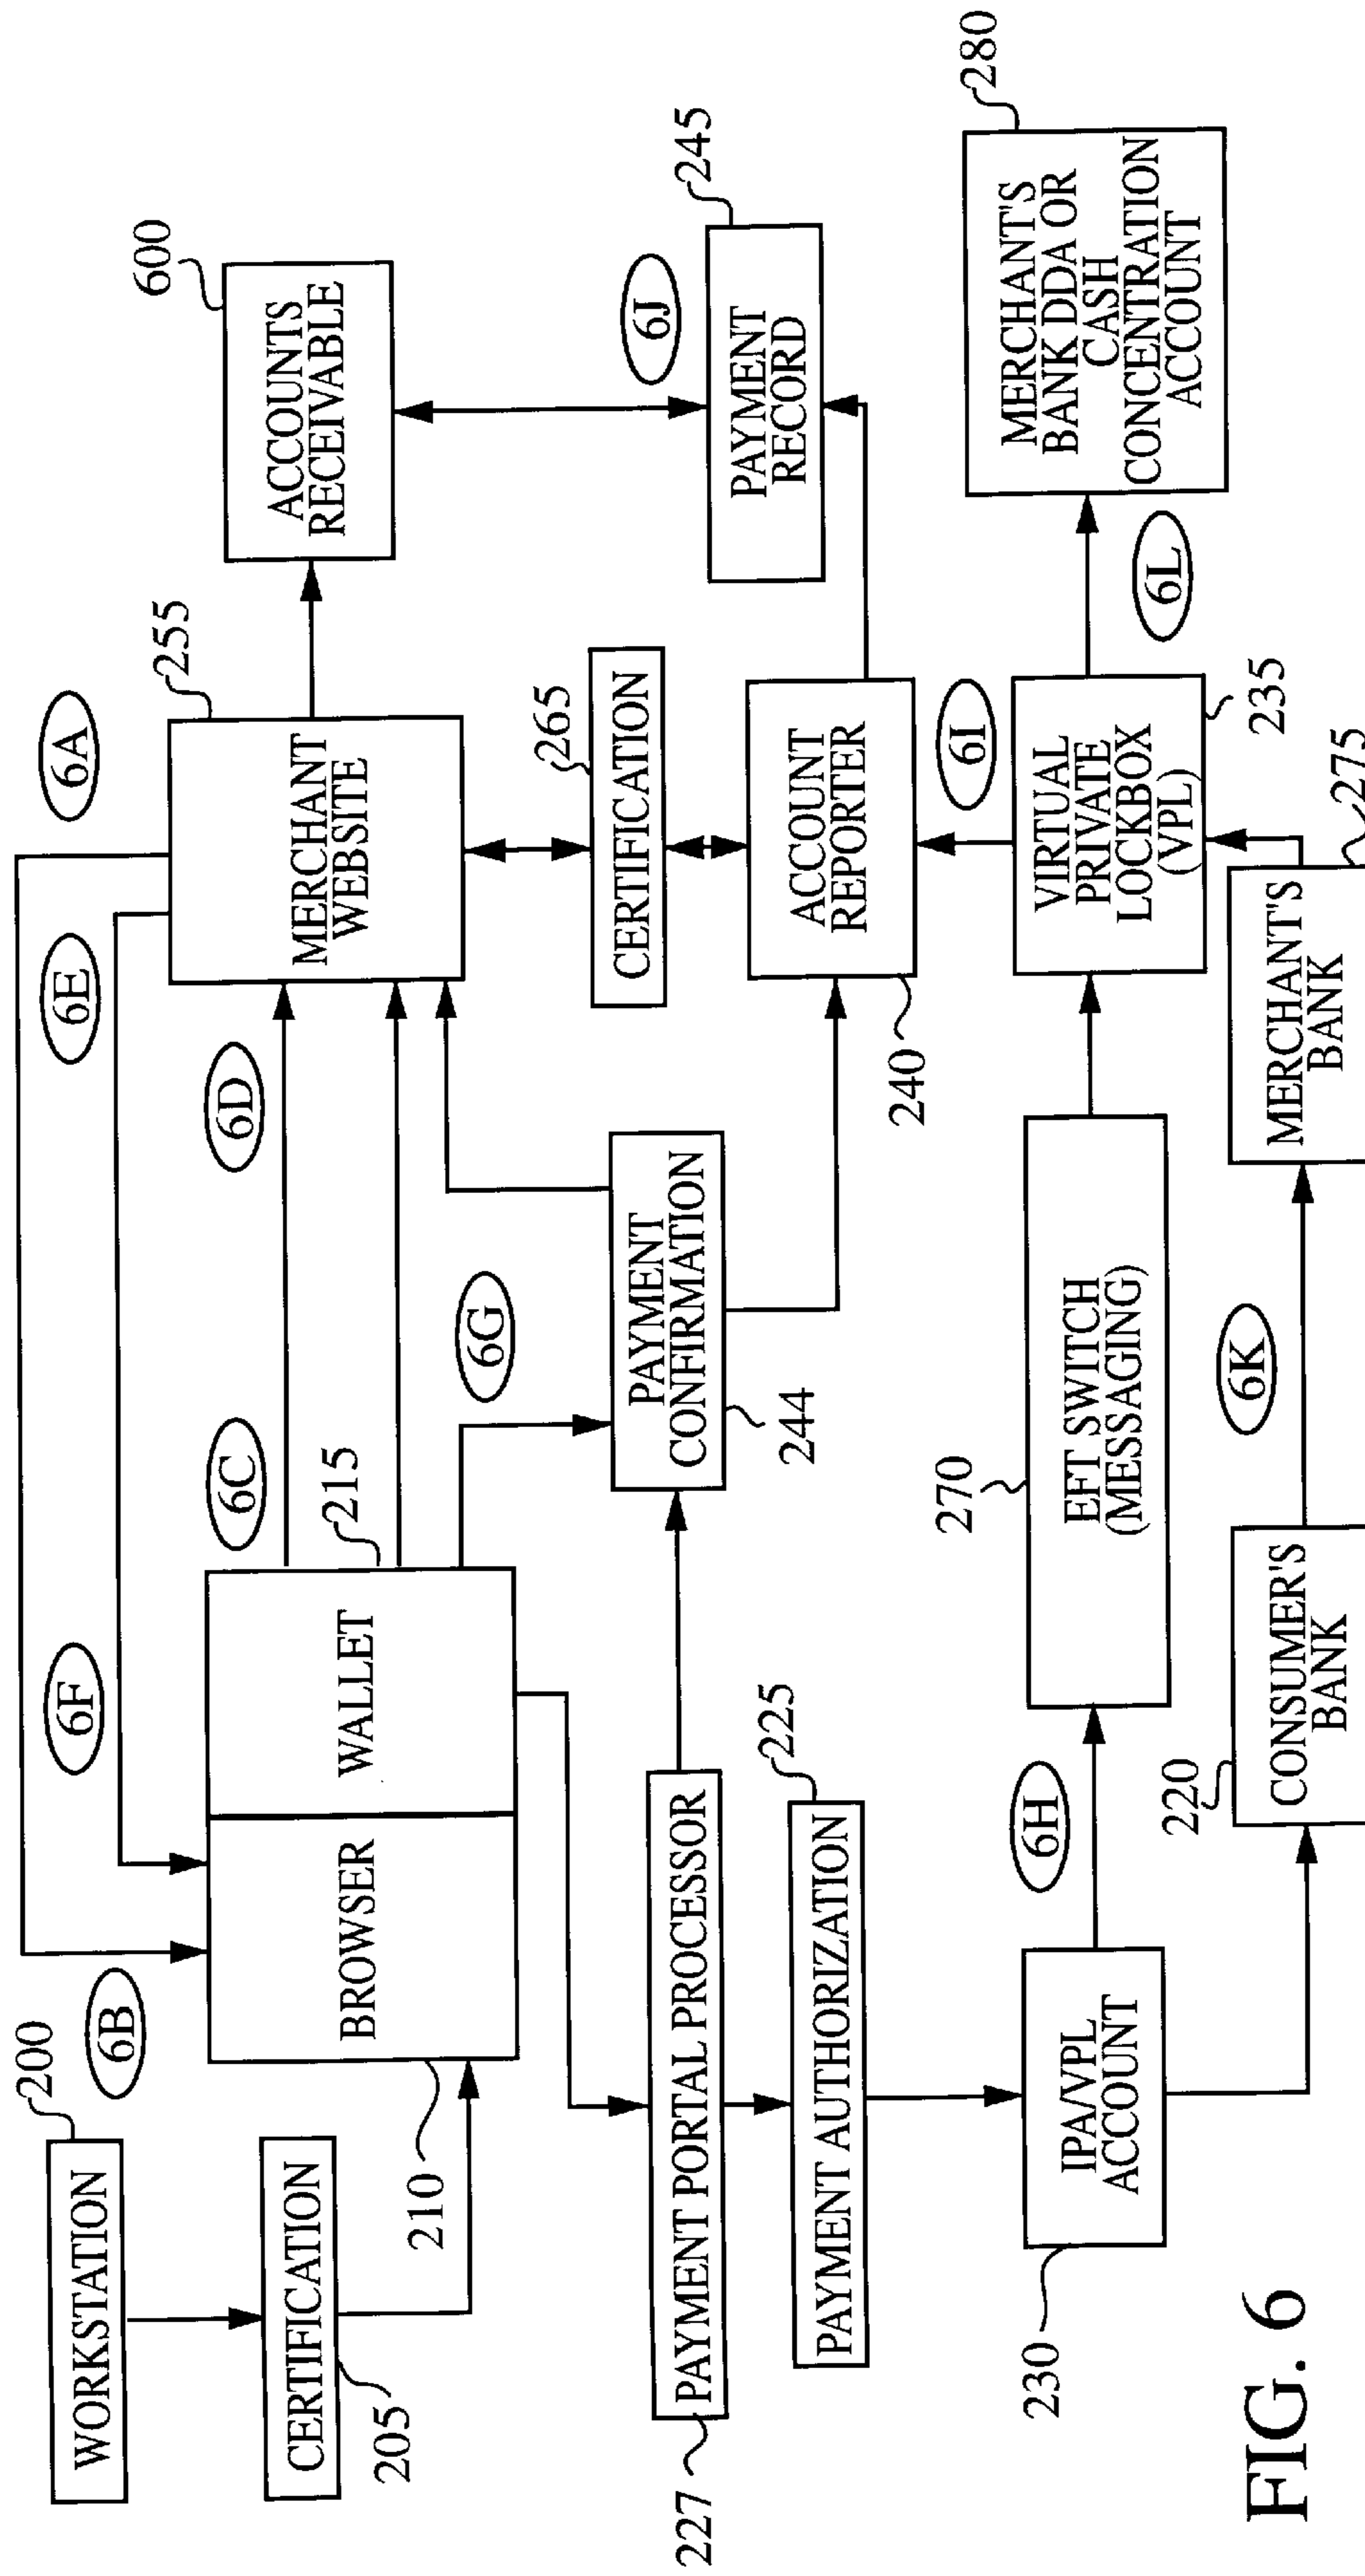 200
WORKSTATION
CERTIFICATION
205
6B
6F
6E
6A
BROWSER
210
WALLET
215
6C
6D
MERCHANT
WEBSITE
255
ACCOUNTS
RECEIVABLE
600
6G
PAYMENT
CONFIRMATION
244
CERTIFICATION
265
6J
PAYMENT
RECORD
245
PAYMENT PORTAL PROCESSOR
227
PAYMENT AUTHORIZATION
225
ACCOUNT
REPORTER
240
6I
IPA/VPL
ACCOUNT
230
6H
EFT SWITCH
(MESSAGING)
270
VIRTUAL
PRIVATE
LOCKBOX
(VPL)
235
6L
MERCHANT'S
BANK DDA OR
CASH
CONCENTRATION
ACCOUNT
280
CONSUMER'S
BANK
220
6K
MERCHANT'S
BANK
275
FIG. 6